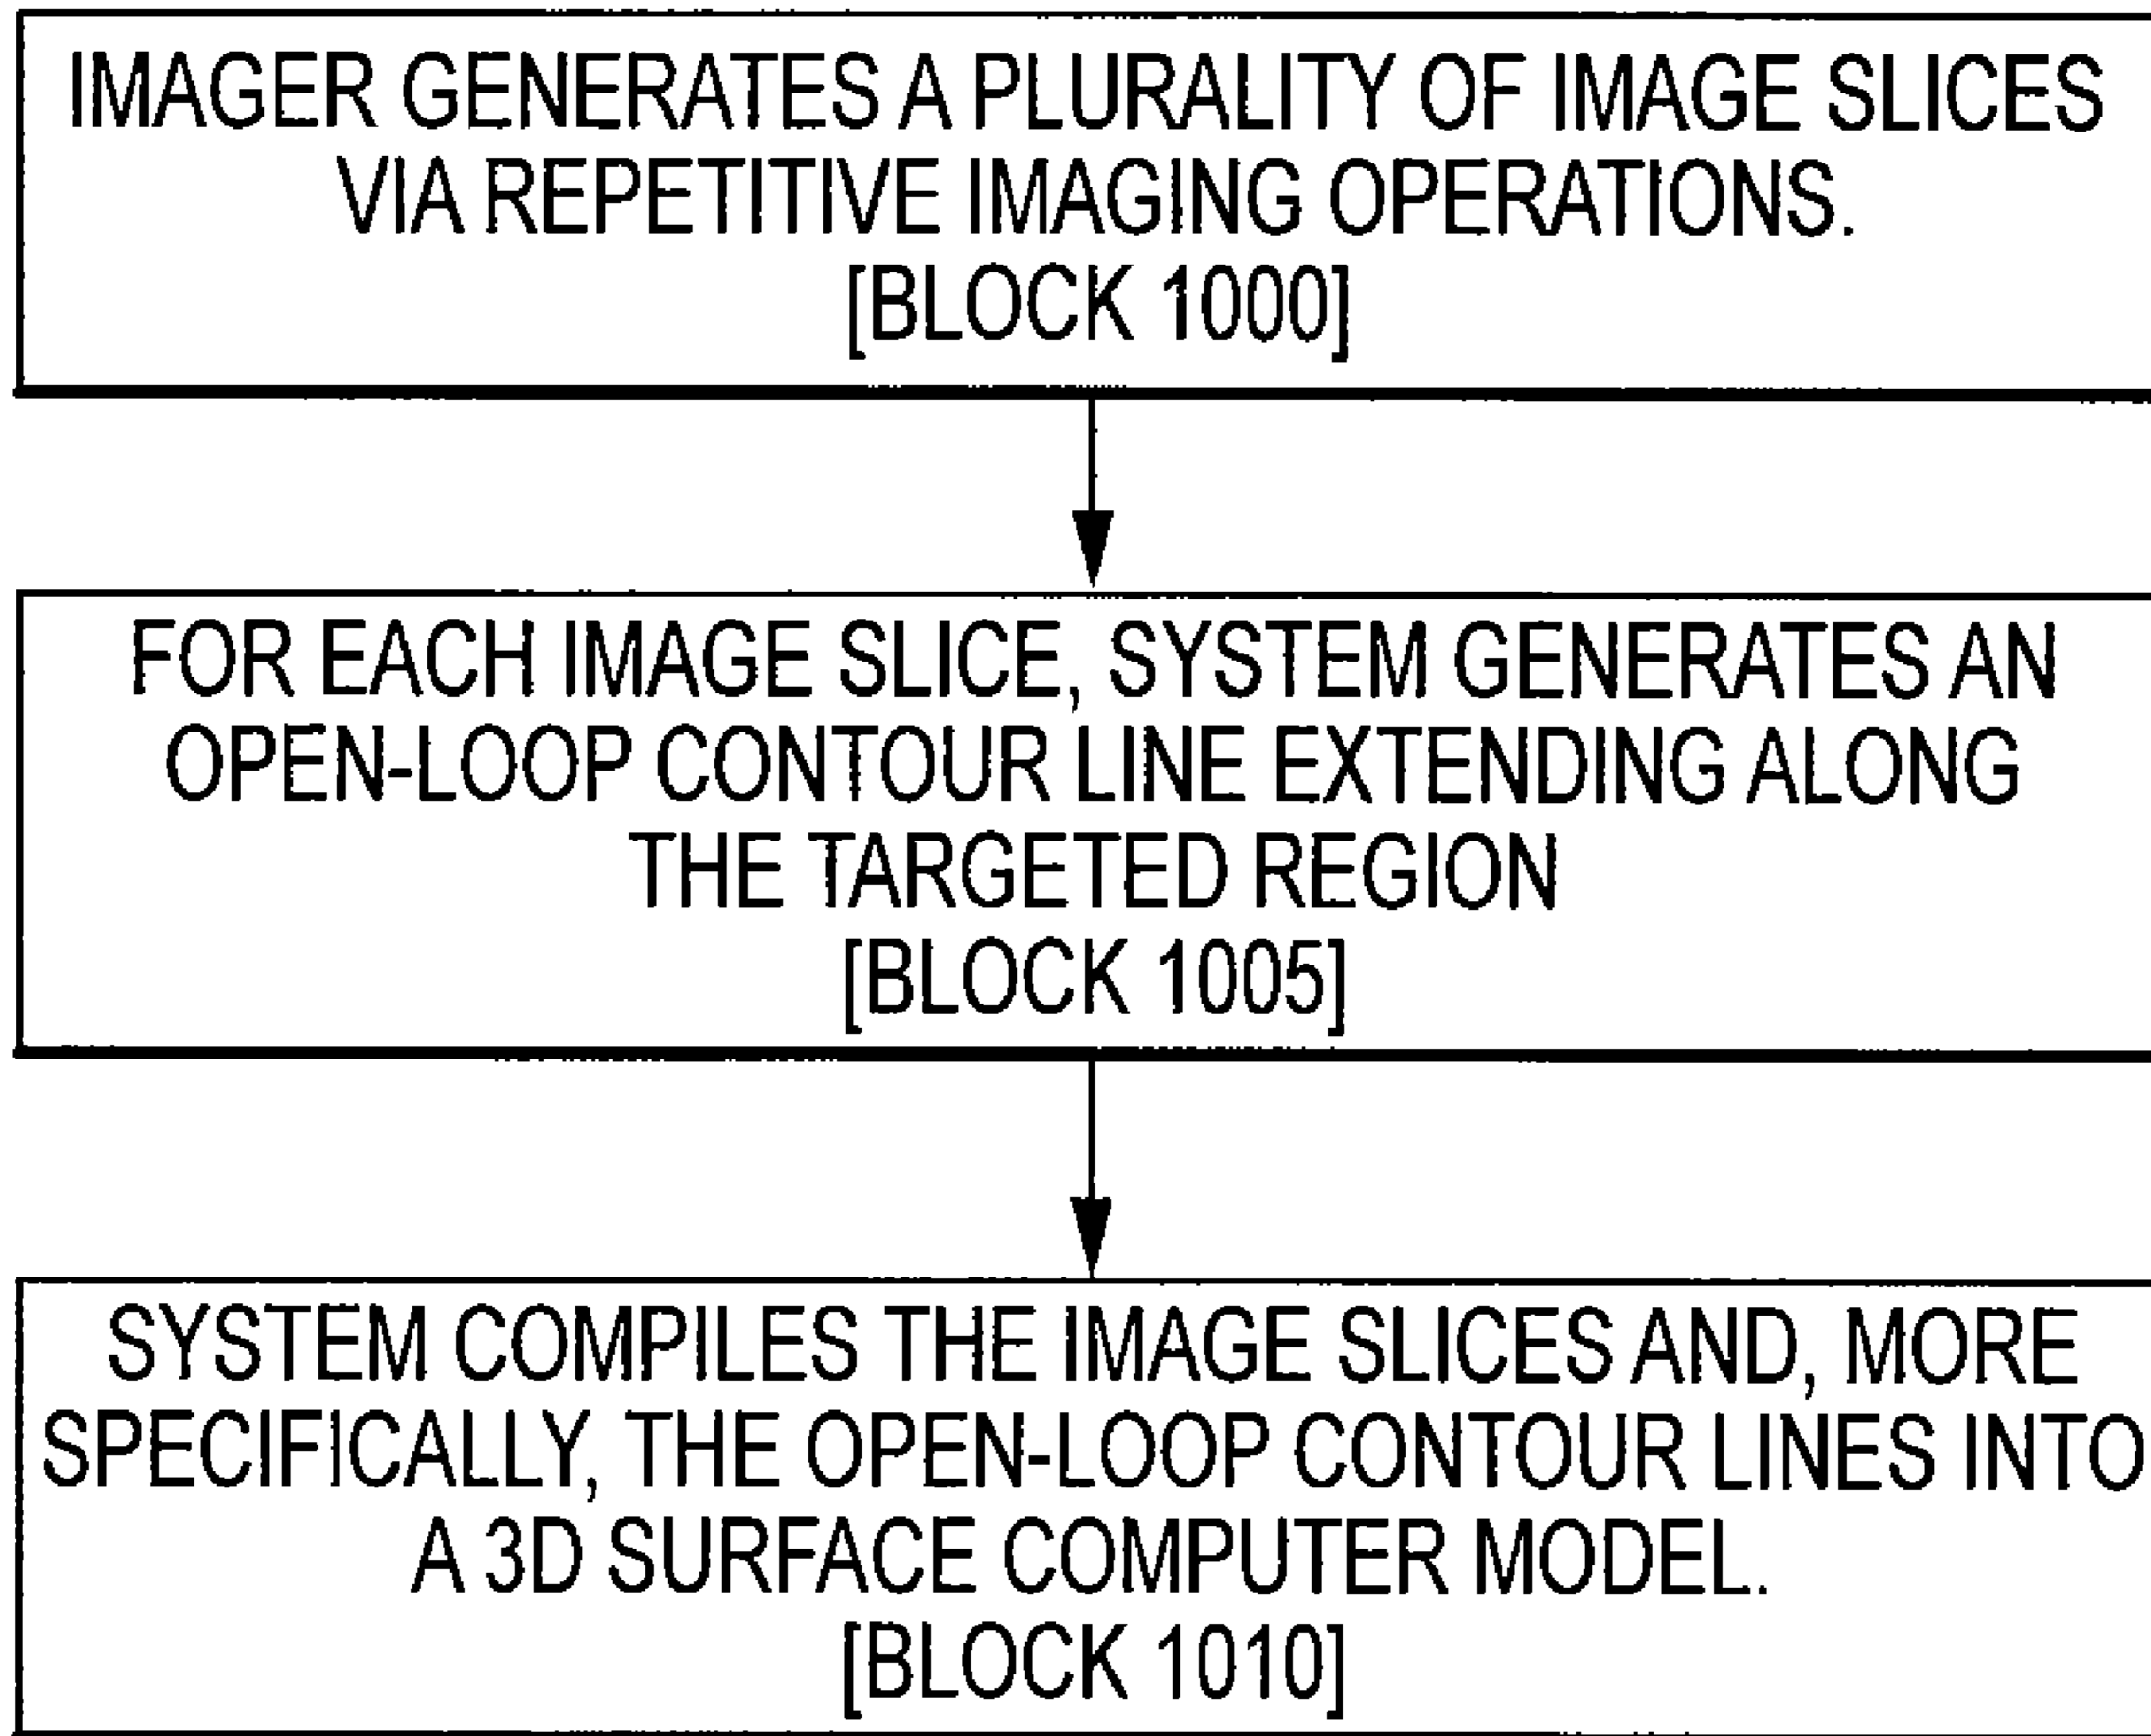 IMAGER GENERATES A PLURALITY OF IMAGE SLICES
VIA REPETITIVE IMAGING OPERATIONS.
[BLOCK 1000]
FOR EACH IMAGE SLICE, SYSTEM GENERATES AN
OPEN-LOOP CONTOUR LINE EXTENDING ALONG
THE TARGETED REGION
[BLOCK 1005]
SYSTEM COMPILES THE IMAGE SLICES AND, MORE
SPECIFICALLY, THE OPEN-LOOP CONTOUR LINES INTO
A 3D SURFACE COMPUTER MODEL.
[BLOCK 1010]